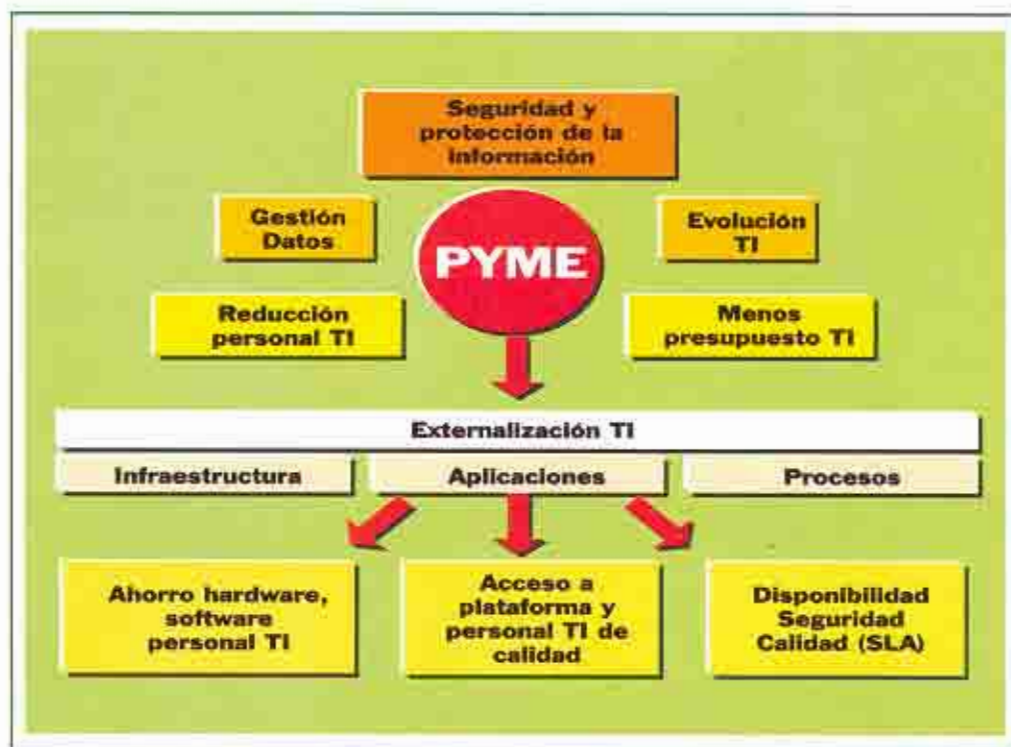 Seguridad y
protección de la
información
Gestión
Datos
PYME
Evolución
TI
Reducción
personal TI
Menos
presupuesto TI
Externalización TI
Infraestructura
Aplicaciones
Procesos
Ahorro hardware,
software
personal TI
Acceso a
plataforma y
personal TI de
calidad
Disponibilidad
Seguridad
Calidad (SLA)